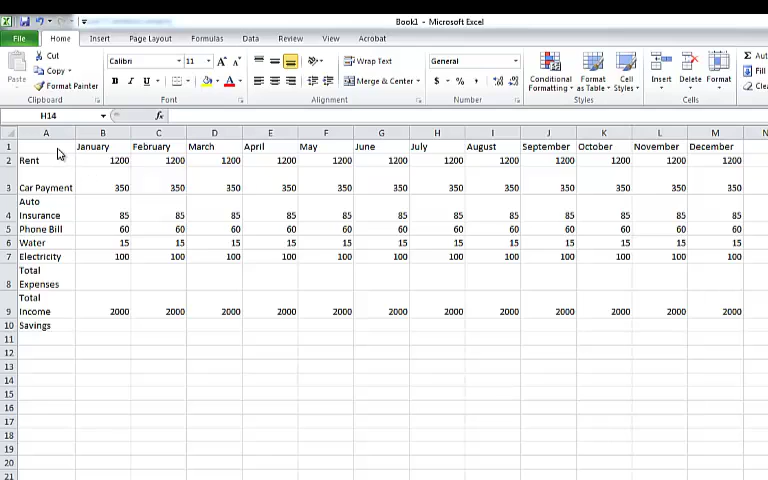 Book1 - Microsoft Excel
File Home Insert Page Layout Formulas Data Review View Acrobat
Cut Calibri 11 A A Wrap Text General Aut
Paste Copy Format Painter B I U A Merge & Center $ % , Conditional Formatting Format as Table Cell Styles Insert Delete Format Fill Clea
Clipboard Font Alignment Number Styles Cells
H14 fx
A B C D E F G H I J K L M N
1 January February March April May June July August September October November December
2 Rent 1200 1200 1200 1200 1200 1200 1200 1200 1200 1200 1200 1200
3 Car Payment 350 350 350 350 350 350 350 350 350 350 350 350
Auto
4 Insurance 85 85 85 85 85 85 85 85 85 85 85 85
5 Phone Bill 60 60 60 60 60 60 60 60 60 60 60 60
6 Water 15 15 15 15 15 15 15 15 15 15 15 15
7 Electricity 100 100 100 100 100 100 100 100 100 100 100 100
Total
8 Expenses
Total
9 Income 2000 2000 2000 2000 2000 2000 2000 2000 2000 2000 2000 2000
10 Savings
11
12
13
14
15
16
17
18
19
20
21